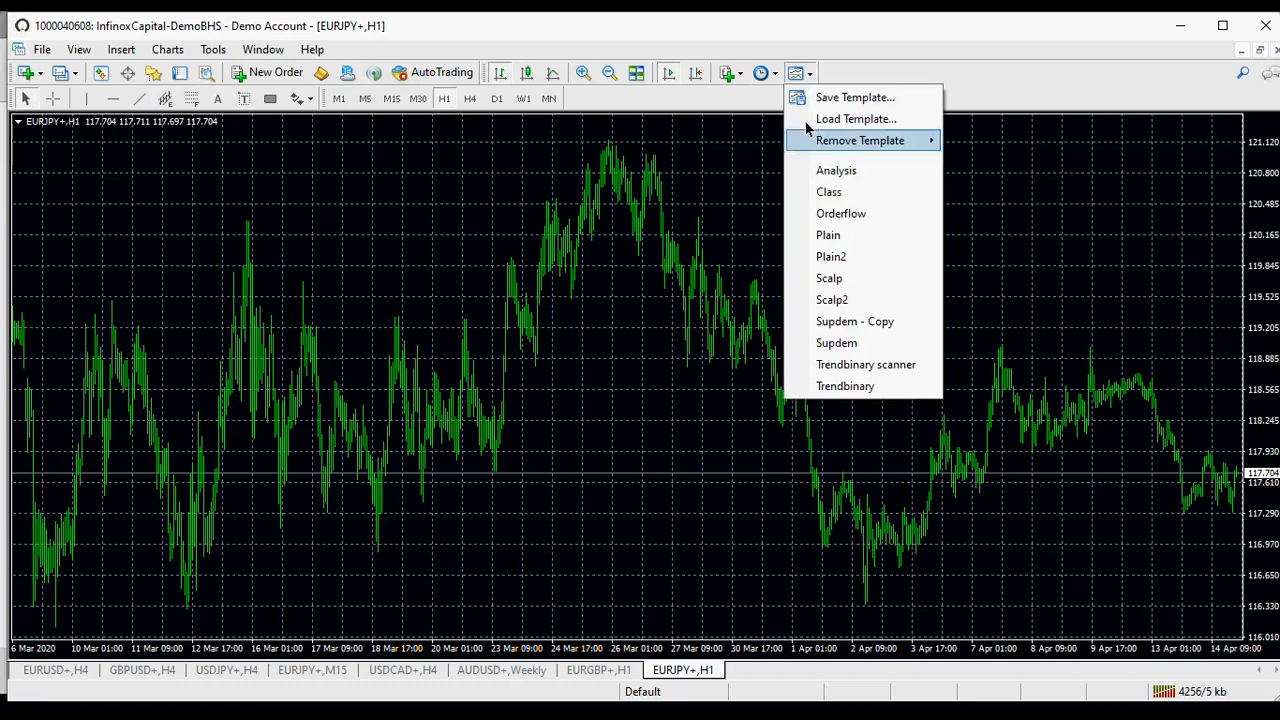 1000040608: InfinoxCapital-DemoBHS - Demo Account - [EURJPY+,H1]
File View Insert Charts Tools Window Help
New Order AutoTrading
A T M1 M5 M15 M30 H1 H4 D1 W1 MN
EURJPY+,H1 117.704 117.711 117.697 117.704
Save Template...
Load Template...
Remove Template
Analysis
Class
Orderflow
Plain
Plain2
Scalp
Scalp2
Supdem - Copy
Supdem
Trendbinary scanner
Trendbinary
121.120
120.800
120.485
120.165
119.845
119.525
119.205
118.885
118.565
118.245
117.930
117.704
117.610
117.290
116.970
116.650
116.330
116.010
6 Mar 2020 10 Mar 01:00 11 Mar 09:00 12 Mar 17:00 16 Mar 01:00 17 Mar 09:00 18 Mar 17:00 20 Mar 01:00 23 Mar 09:00 24 Mar 17:00 26 Mar 01:00 27 Mar 09:00 30 Mar 17:00 1 Apr 01:00 2 Apr 09:00 3 Apr 17:00 7 Apr 01:00 8 Apr 09:00 9 Apr 17:00 13 Apr 01:00 14 Apr 09:00
EURUSD+,H4 GBPUSD+,H4 USDJPY+,H4 EURJPY+,M15 USDCAD+,H4 AUDUSD+,Weekly EURGBP+,H1 EURJPY+,H1
Default 4256/5 kb